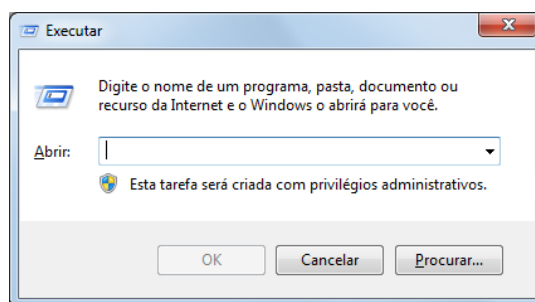 Executar
Digite o nome de um programa, pasta, documento ou
recurso da Internet e o Windows o abrirá para você.
Abrir:
Esta tarefa será criada com privilégios administrativos.
OK Cancelar Procurar...